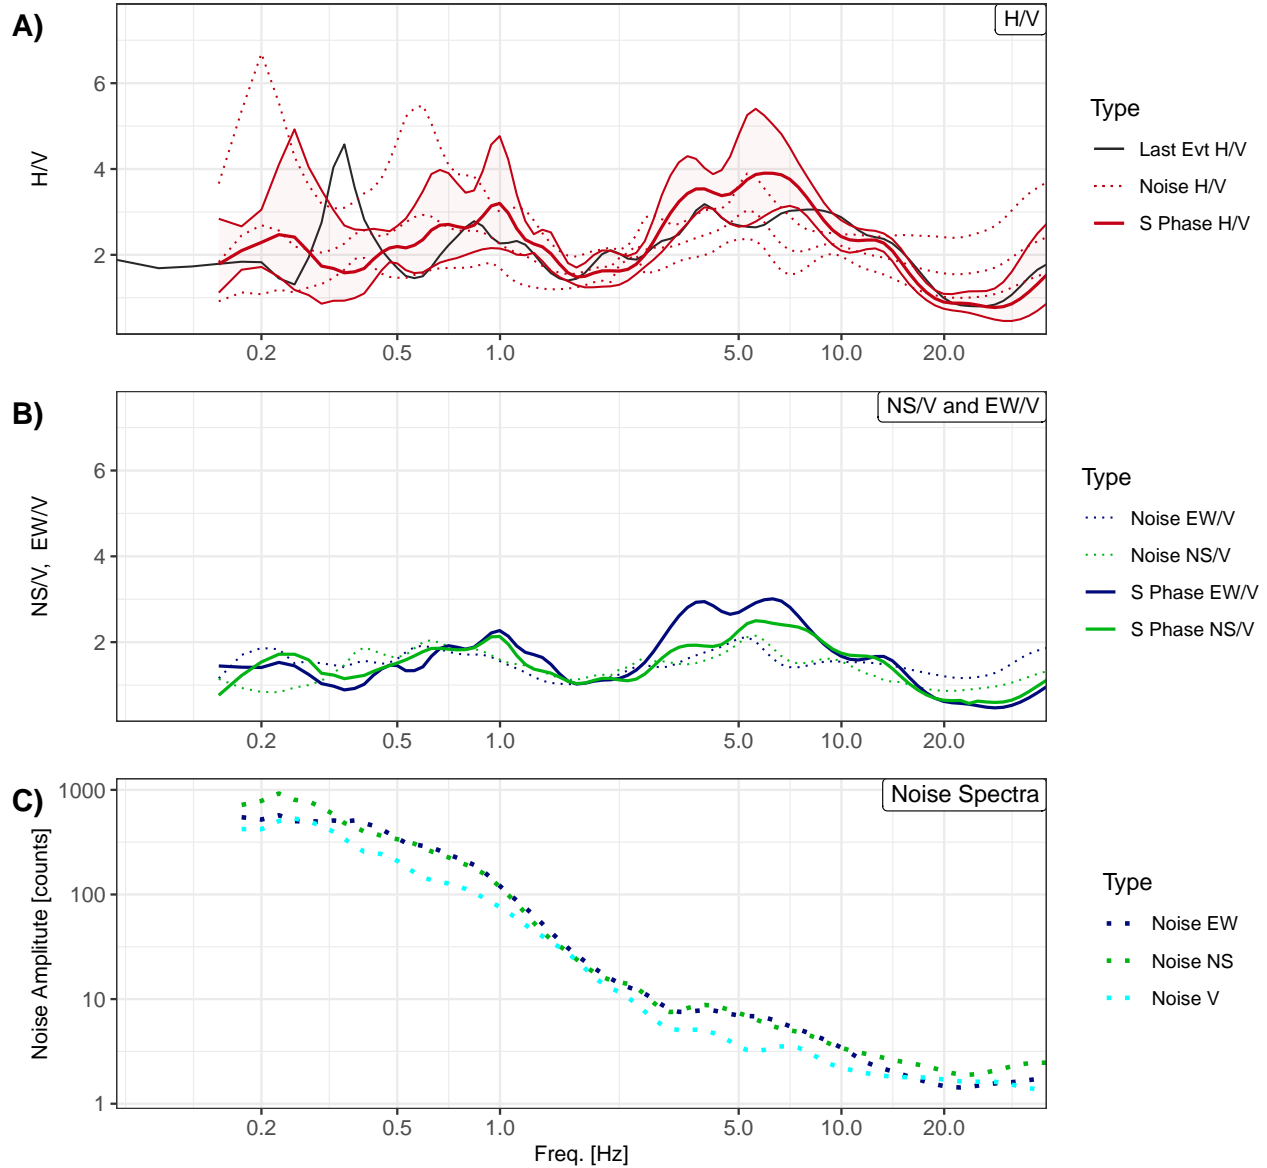 A)
H/V
6
4
2
H/V
0.2 0.5 1.0 5.0 10.0 20.0
Type
Last Evt H/V
Noise H/V
S Phase H/V
B)
NS/V and EW/V
6
4
2
NS/V, EW/V
0.2 0.5 1.0 5.0 10.0 20.0
Type
Noise EW/V
Noise NS/V
S Phase EW/V
S Phase NS/V
C)
Noise Spectra
1000
100
10
1
Noise Amplitute [counts]
0.2 0.5 1.0 5.0 10.0 20.0
Freq. [Hz]
Type
Noise EW
Noise NS
Noise V